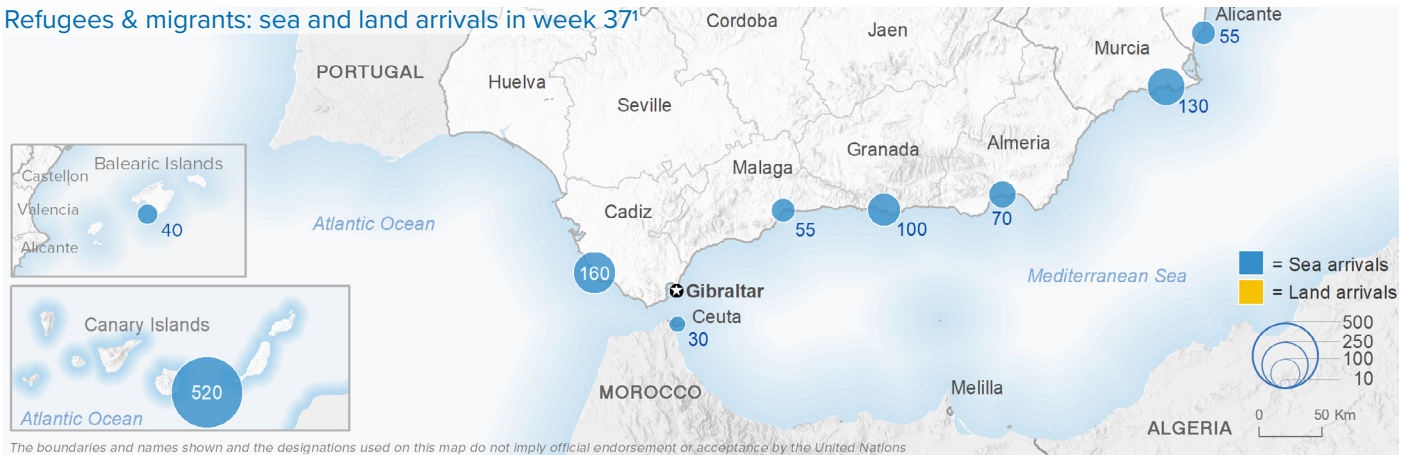 Refugees & migrants: sea and land arrivals in week 37¹
Cordoba
Alicante
55
Jaen
Murcia
PORTUGAL
Huelva
Seville
130
Almeria
Granada
Malaga
Balearic Islands
Castellon
Valencia
40
Alicante
Cadiz
Atlantic Ocean
55
100
70
160
Mediterranean Sea
= Sea arrivals
Gibraltar
= Land arrivals
Ceuta
30
Canary Islands
520
Atlantic Ocean
500
250
100
10
MOROCCO
Melilla
0 50 Km
ALGERIA
The boundaries and names shown and the designations used on this map do not imply official endorsement or acceptance by the United Nations